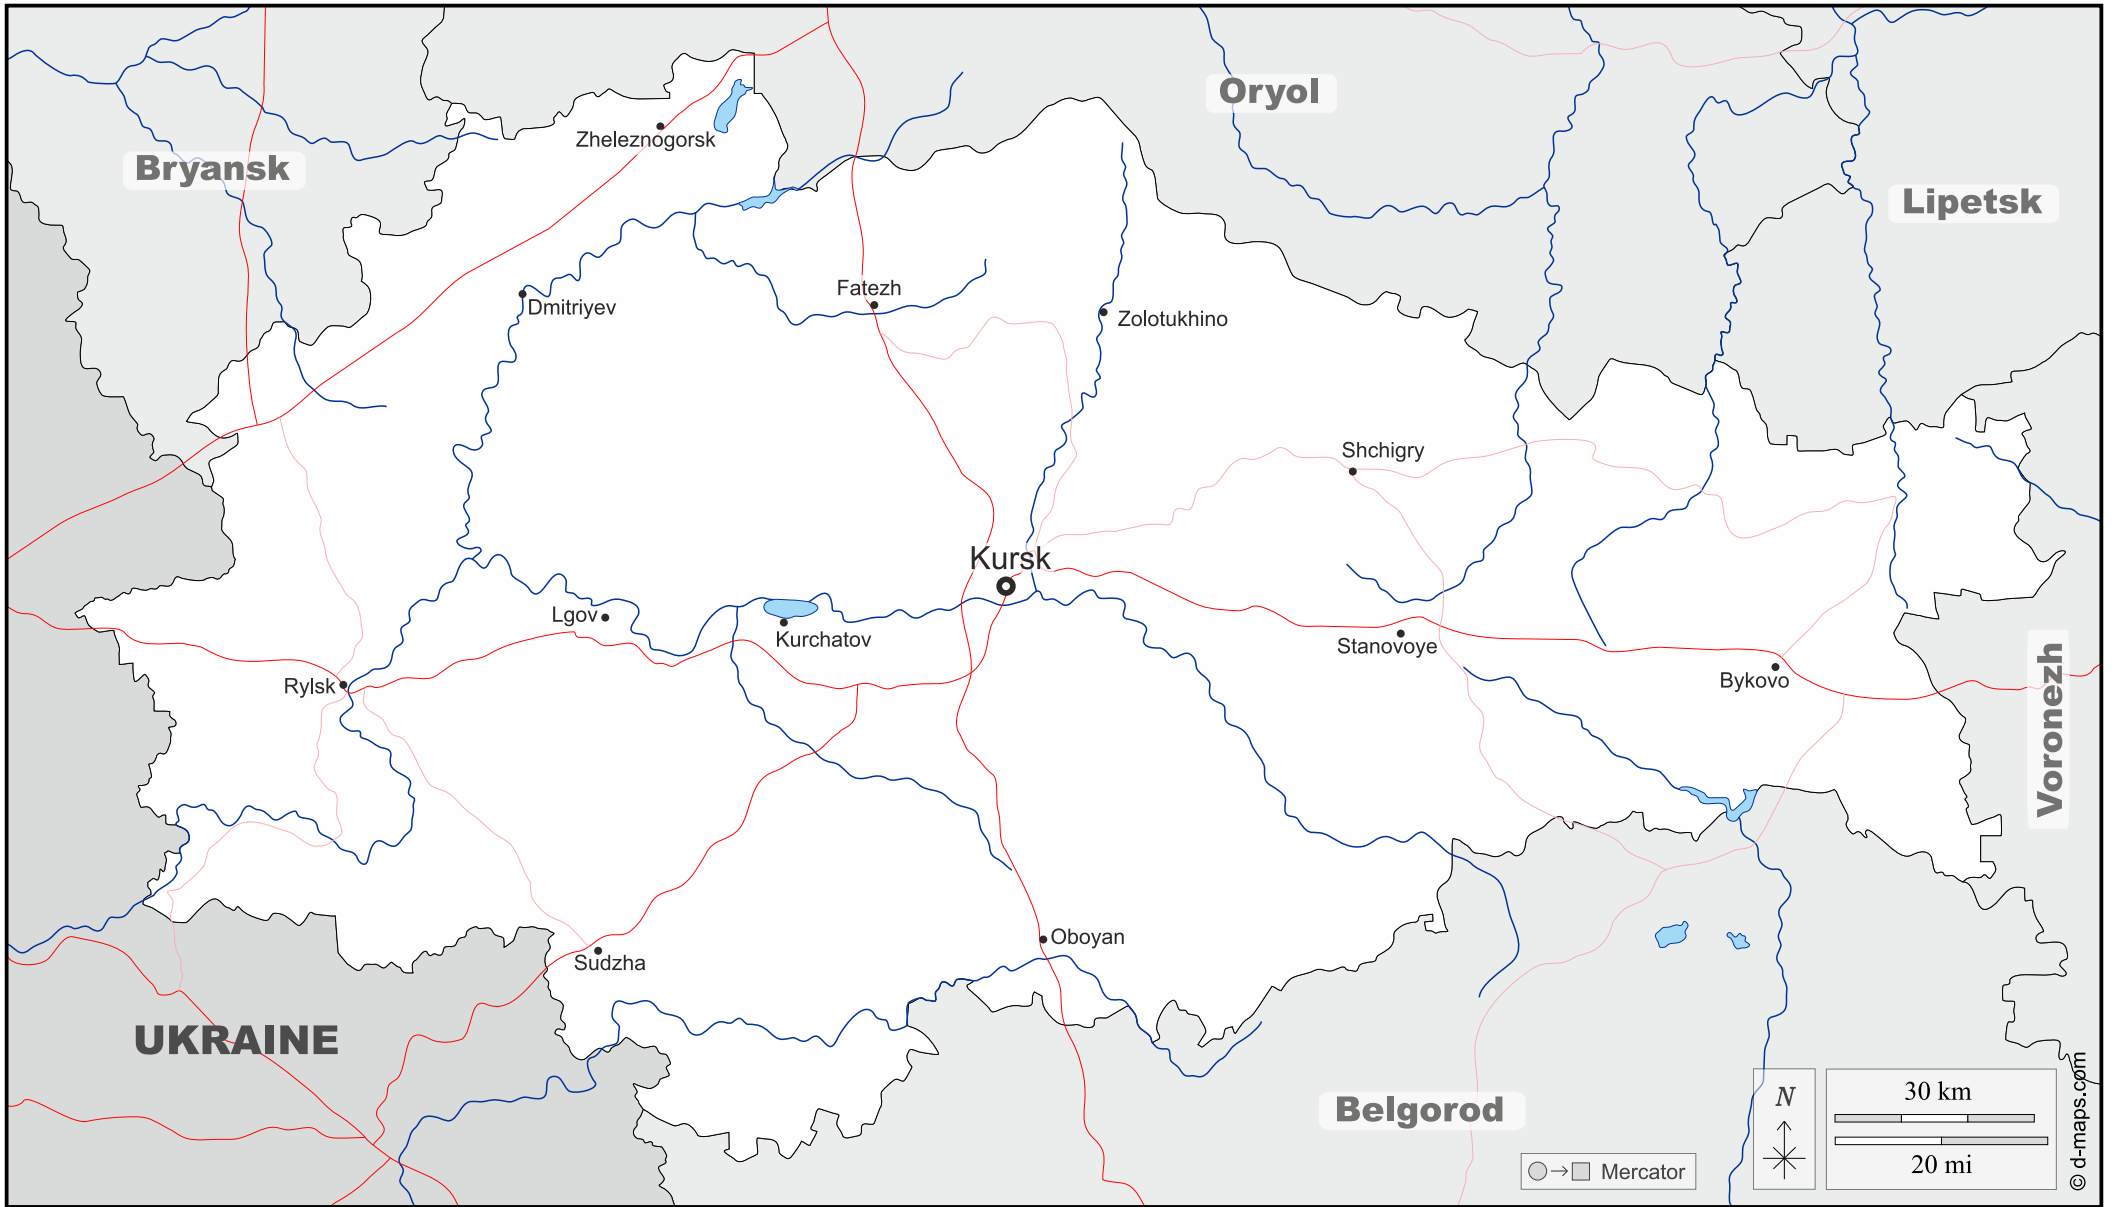 Oryol
Zheleznogorsk
Bryansk
Lipetsk
Fatezh
Dmitriyev
Zolotukhino
Shchigry
Kursk
Lgov
Kurchatov
Stanovoye
Rylsk
Bykovo
Voronezh
Oboyan
Sudzha
UKRAINE
Belgorod
N
30 km
20 mi
Mercator
© d-maps.com